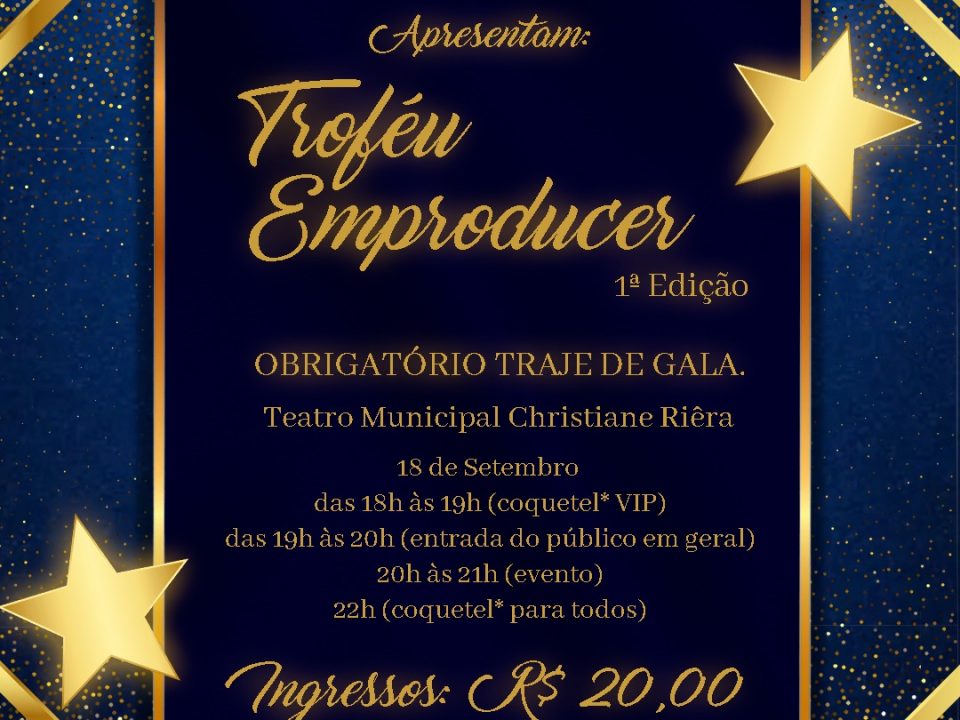 Apresentam:
Troféu
Emproducer
1ª Edição
OBRIGATÓRIO TRAJE DE GALA.
Teatro Municipal Christiane Riêra
18 de Setembro
das 18h às 19h (coquetel* VIP)
das 19h às 20h (entrada do público em geral)
20h às 21h (evento)
22h (coquetel* para todos)
Ingressos: R$ 20,00